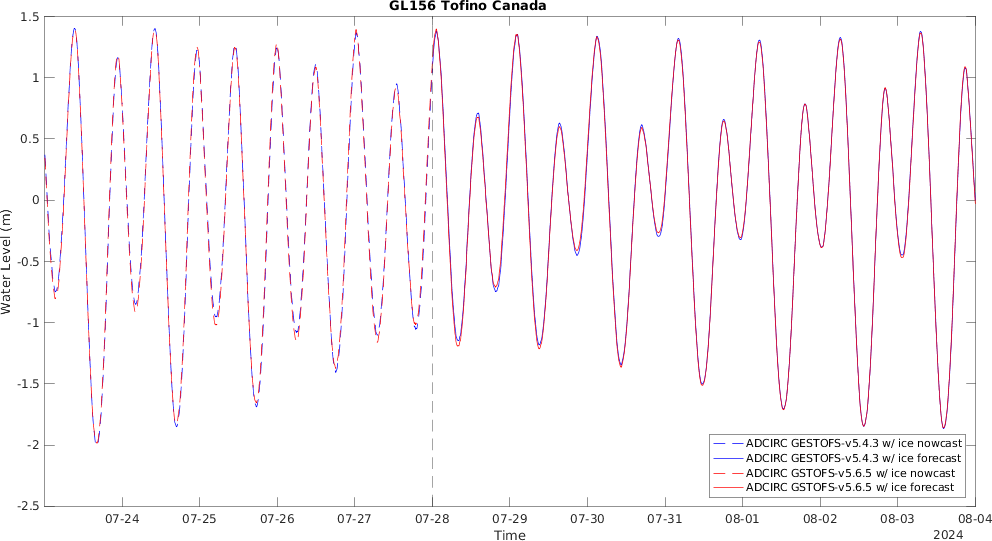 GL156 Tofino Canada
1.5
1
0.5
0
-0.5
-1
-1.5
-2
-2.5
Water Level (m)
ADCIRC GESTOFS-v5.4.3 w/ ice nowcast
ADCIRC GESTOFS-v5.4.3 w/ ice forecast
ADCIRC GSTOFS-v5.6.5 w/ ice nowcast
ADCIRC GSTOFS-v5.6.5 w/ ice forecast
07-24 07-25 07-26 07-27 07-28 07-29 07-30 07-31 08-01 08-02 08-03 08-04
Time
2024